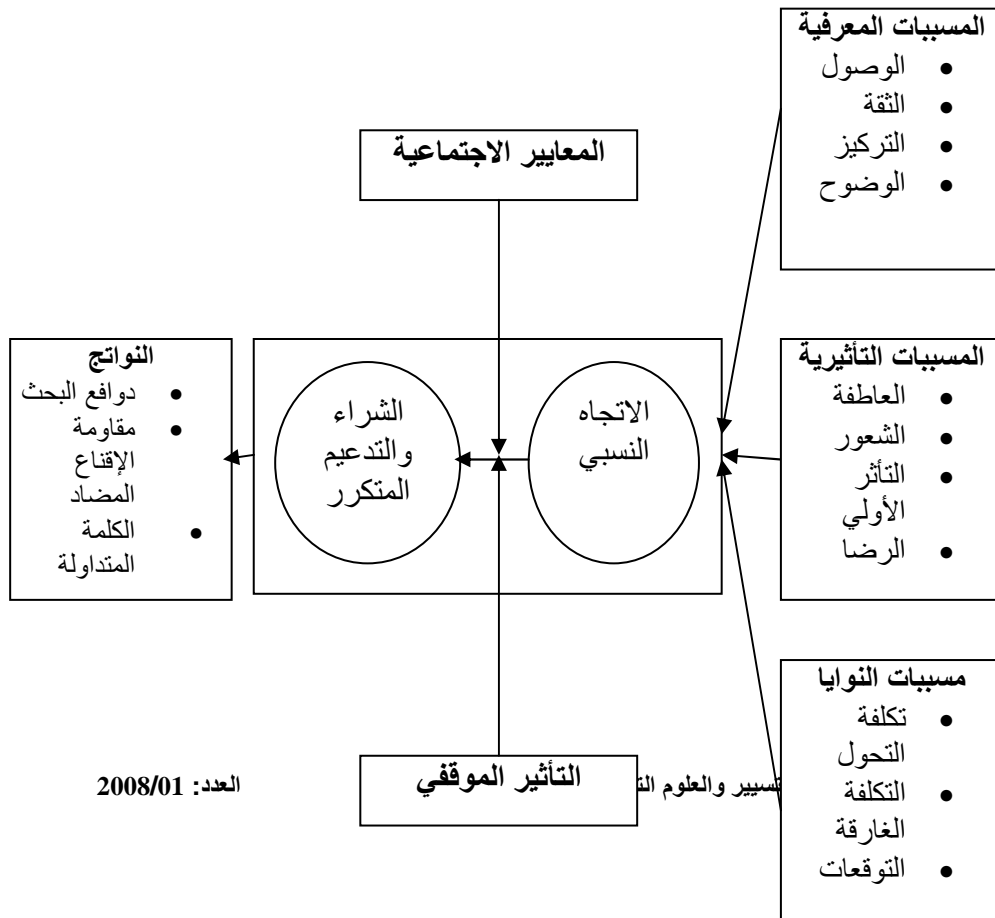 المسببات المعرفية
• الوصول
• الثقة
• التركيز
• الوضوح
المعايير الاجتماعية
المسببات التأثيرية
• العاطفة
• الشعور
• التأثر
الأولي
• الرضا
الاتجاه
النسبي
الشراء
والتدعيم
المتكرر
النواتج
• دوافع البحث
• مقاومة
الإقناع
المضاد
• الكلمة
المتداولة
مسببات النوايا
• تكلفة
التحول
• التكلفة
الغارقة
• التوقعات
التأثير الموقفي
والعلوم
العدد: 2008/01